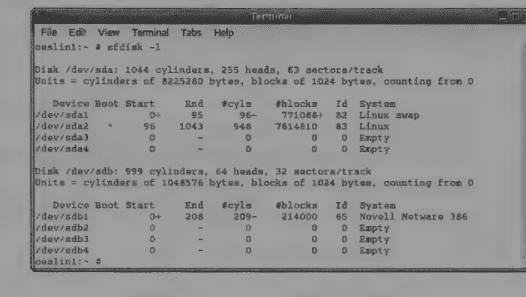 Terminal
File Edit View Terminal Tabs Help
oeslin1:~ # sfdisk -l
Disk /dev/sda: 1044 cylinders, 255 heads, 63 sectors/track
Units = cylinders of 8225280 bytes, blocks of 1024 bytes, counting from 0
Device Boot Start End #cyls #blocks Id System
/dev/sda1 0+ 95 96- 771088+ 82 Linux swap
/dev/sda2 * 96 1043 948 7614810 83 Linux
/dev/sda3 0 - 0 0 0 Empty
/dev/sda4 0 - 0 0 0 Empty
Disk /dev/sdb: 999 cylinders, 64 heads, 32 sectors/track
Units = cylinders of 1048576 bytes, blocks of 1024 bytes, counting from 0
Device Boot Start End #cyls #blocks Id System
/dev/sdb1 0+ 208 209- 214000 65 Novell Netware 386
/dev/sdb2 0 - 0 0 0 Empty
/dev/sdb3 0 - 0 0 0 Empty
/dev/sdb4 0 - 0 0 0 Empty
oeslin1:~ #